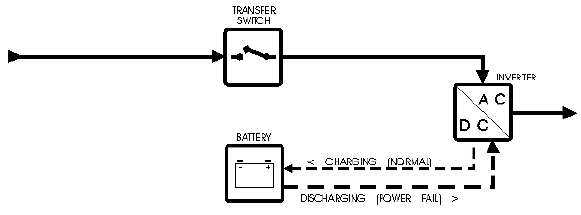 TRANSFER
SWITCH
INVERTER
A C
D C
BATTERY
- +
< CHARGING (NORMAL)
DISCHARGING (POWER FAIL) >